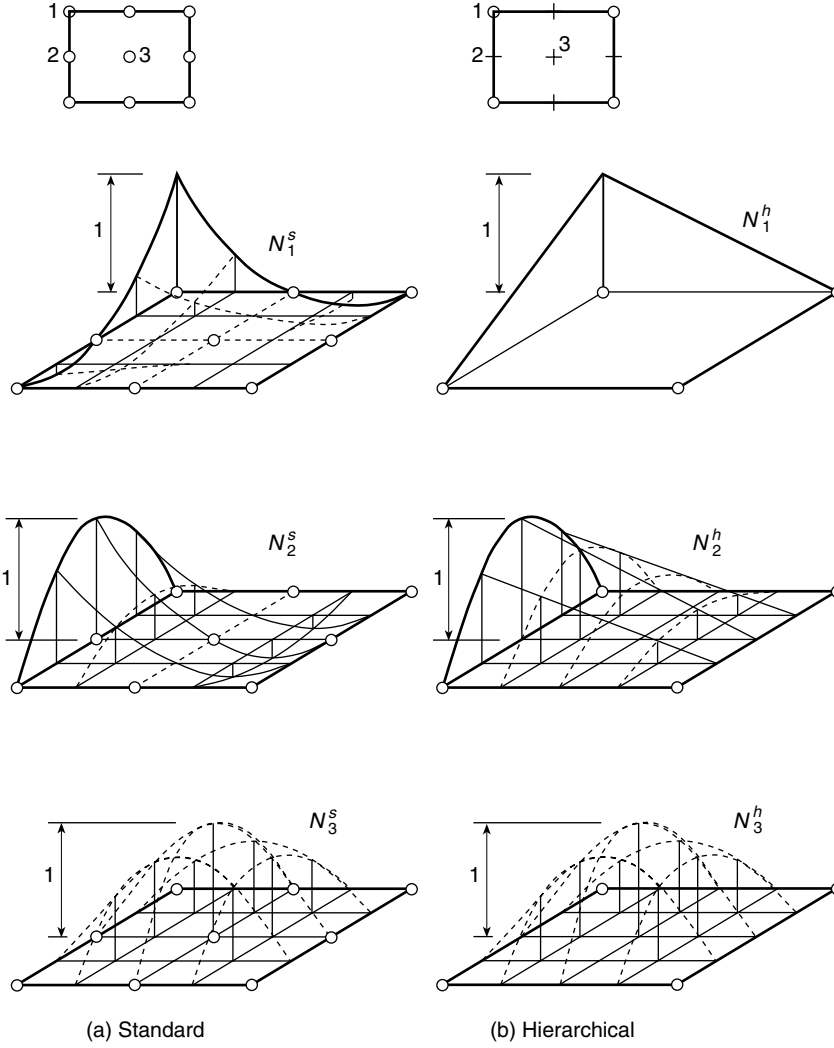 1
2
3
1
2
3
1
N_1^s
1
N_1^h
1
N_2^s
1
N_2^h
1
N_3^s
1
N_3^h
(a) Standard
(b) Hierarchical